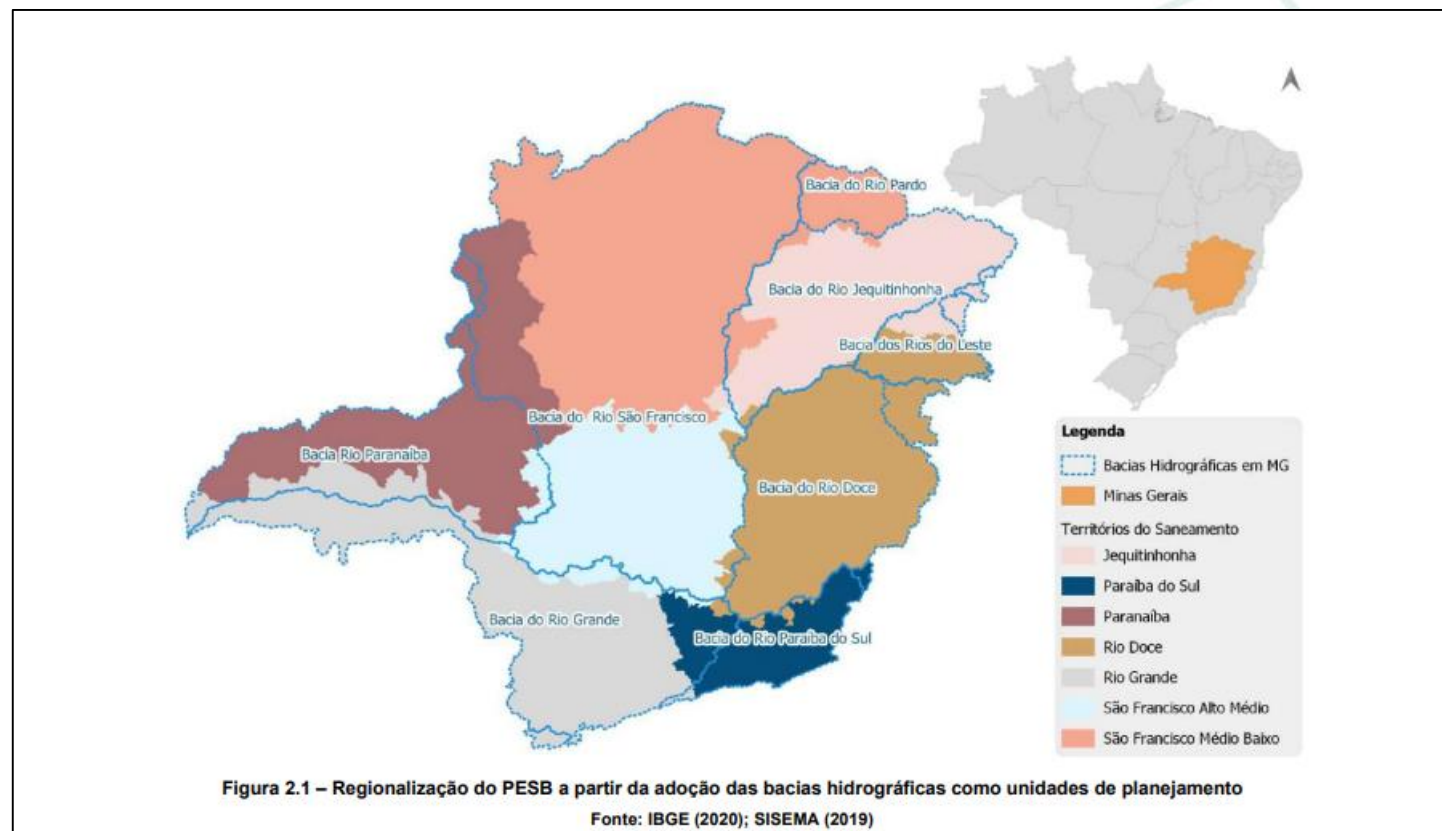 Bacia do Rio Pardo
Bacia do Rio Jequitinhonha
Bacia dos Rios do Leste
Bacia do Rio São Francisco
Bacia Rio Paranaíba
Bacia do Rio Doce
Bacia do Rio Grande
Bacia do Rio Paraíba do Sul
Legenda
Bacias Hidrográficas em MG
Minas Gerais
Territórios do Saneamento
Jequitinhonha
Paraíba do Sul
Paranaíba
Rio Doce
Rio Grande
São Francisco Alto Médio
São Francisco Médio Baixo
Figura 2.1 – Regionalização do PESB a partir da adoção das bacias hidrográficas como unidades de planejamento
Fonte: IBGE (2020); SISEMA (2019)